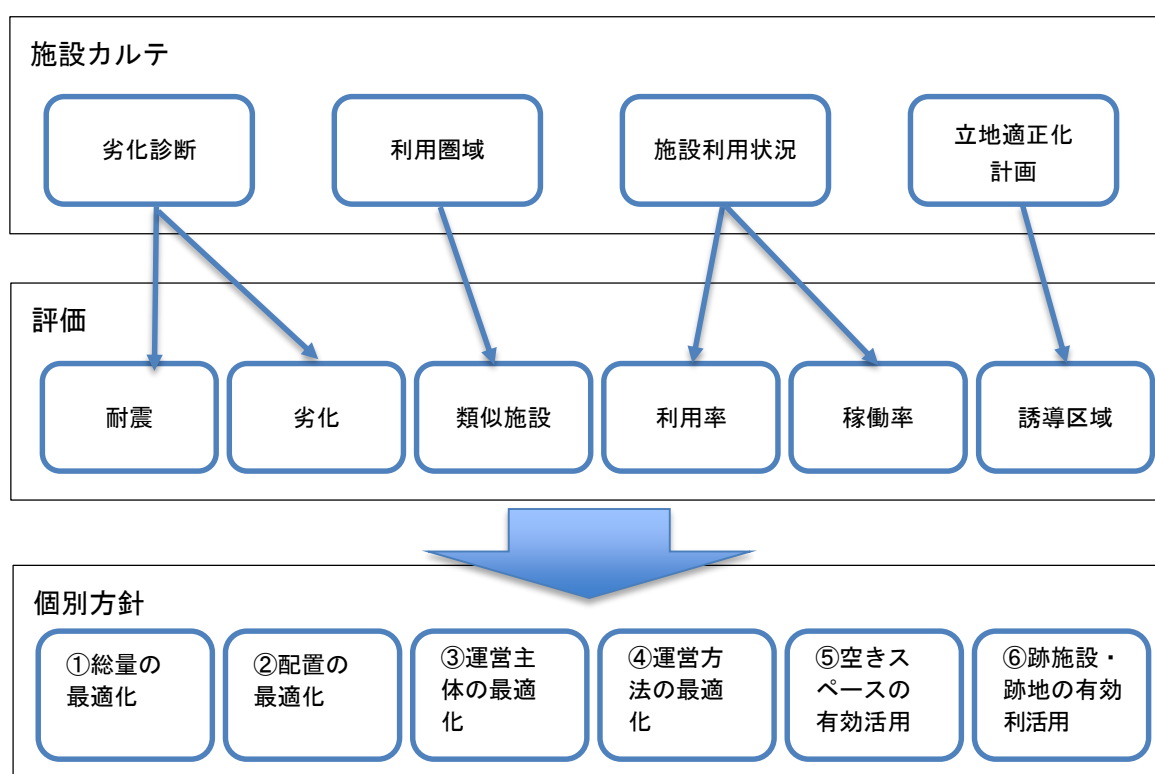 施設カルテ
劣化診断
利用圏域
施設利用状況
立地適正化
計画
評価
耐震
劣化
類似施設
利用率
稼働率
誘導区域
個別方針
①総量の
最適化
②配置の
最適化
③運営主
体の最適
化
④運営方
法の最適
化
⑤空きス
ペースの
有効活用
⑥跡施設・
跡地の有効
利活用